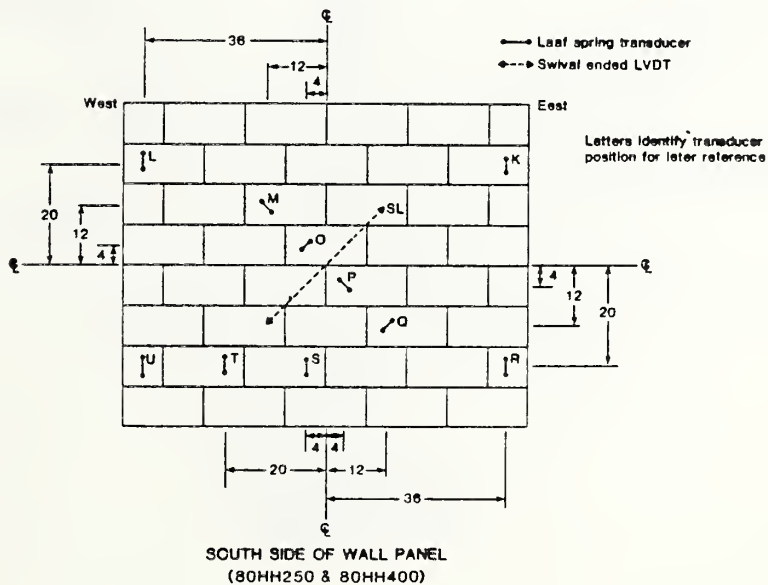 ℄
36
12
4
Leaf spring transducer
Swivel ended LVDT
West
East
Letters identify transducer
position for later reference
L
K
M
SL
20
12
4
O
℄
℄
P
4
12
20
Q
U
T
S
R
4
4
20
12
36
℄
SOUTH SIDE OF WALL PANEL
(80HH250 & 80HH400)